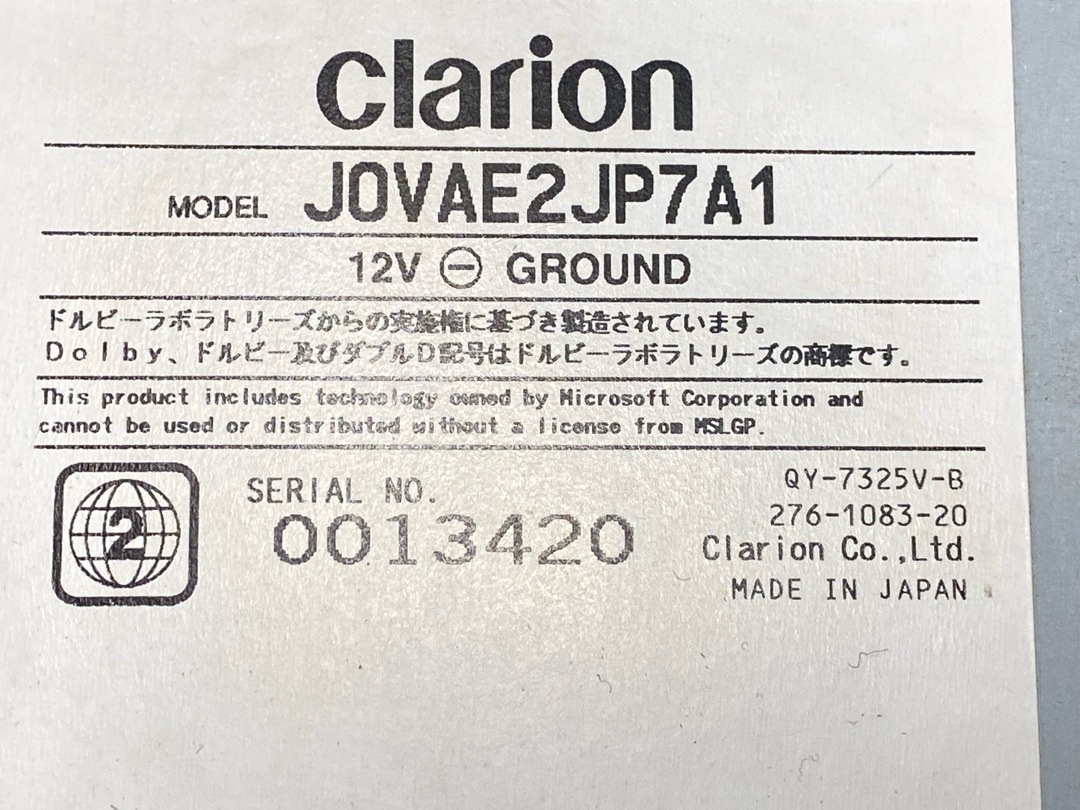 clarion
MODEL JOVAE2JP7A1
12V ⊖ GROUND
ドルビーラボラトリーズからの実施権に基づき製造されています。
Dolby、ドルビー及びダブルD記号はドルビーラボラトリーズの商標です。
This product includes technology owned by Microsoft Corporation and
cannot be used or distributed without a license from MSLGP.
2
SERIAL NO.
0013420
QY-7325V-B
276-1083-20
Clarion Co.,Ltd.
MADE IN JAPAN